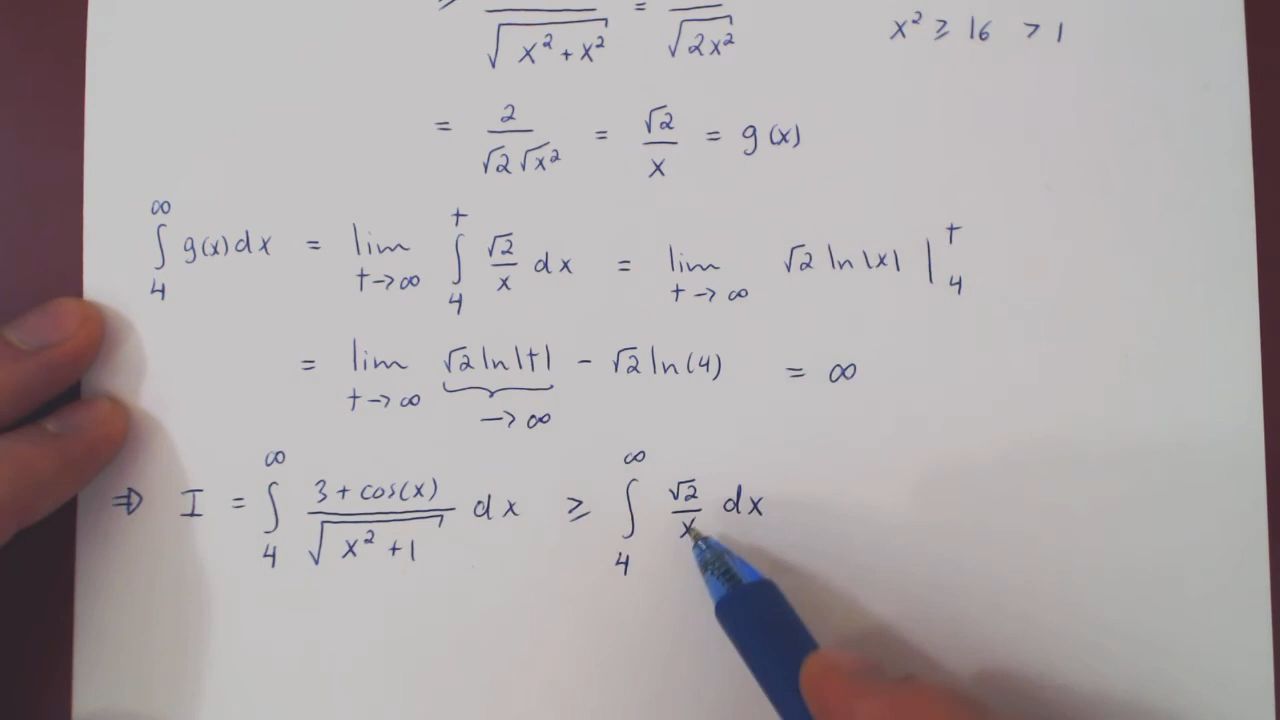 ≥ ― / √(x² + x²) = ― / √(2x²)    x² ≥ 16 > 1
= 2 / (√2 √x²) = √2 / x = g(x)
∫₄^∞ g(x) dx = lim_{t→∞} ∫₄^t √2/x dx = lim_{t→∞} √2 ln|x| |₄^t
= lim_{t→∞} √2 ln|t| − √2 ln(4) = ∞
→ ∞
⇒ I = ∫₄^∞ (3 + cos(x)) / √(x² + 1) dx ≥ ∫₄^∞ √2/x dx